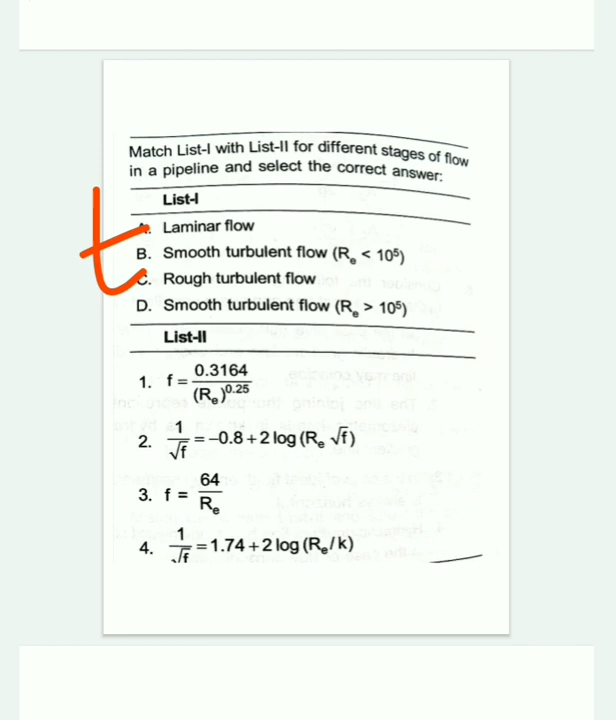 Match List-I with List-II for different stages of flow
in a pipeline and select the correct answer:
List-I
A. Laminar flow
B. Smooth turbulent flow (Rₑ < 10⁵)
C. Rough turbulent flow
D. Smooth turbulent flow (Rₑ > 10⁵)
List-II
1. f = 0.3164 / (Rₑ)^0.25
2. 1/√f = –0.8 + 2 log (Rₑ √f)
3. f = 64 / Rₑ
4. 1/√f = 1.74 + 2 log (Rₑ / k)